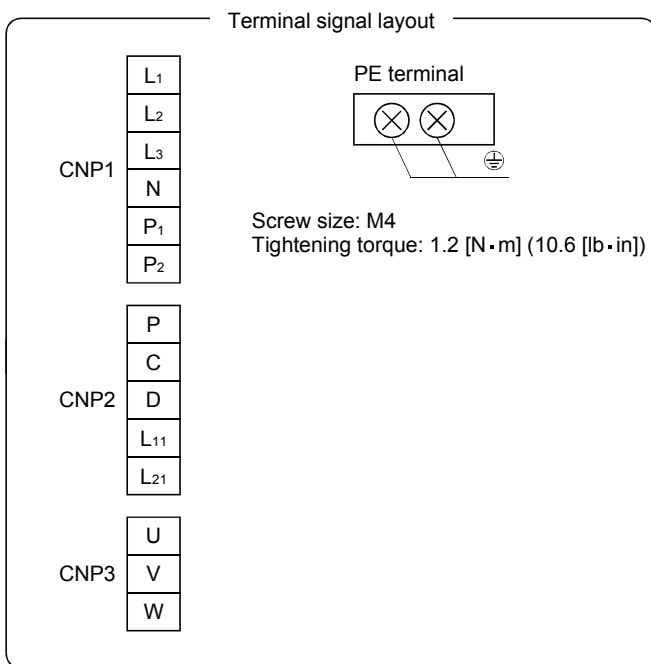 Terminal signal layout
CNP1
L1
L2
L3
N
P1
P2
PE terminal
Screw size: M4
Tightening torque: 1.2 [N·m] (10.6 [lb·in])
CNP2
P
C
D
L11
L21
CNP3
U
V
W